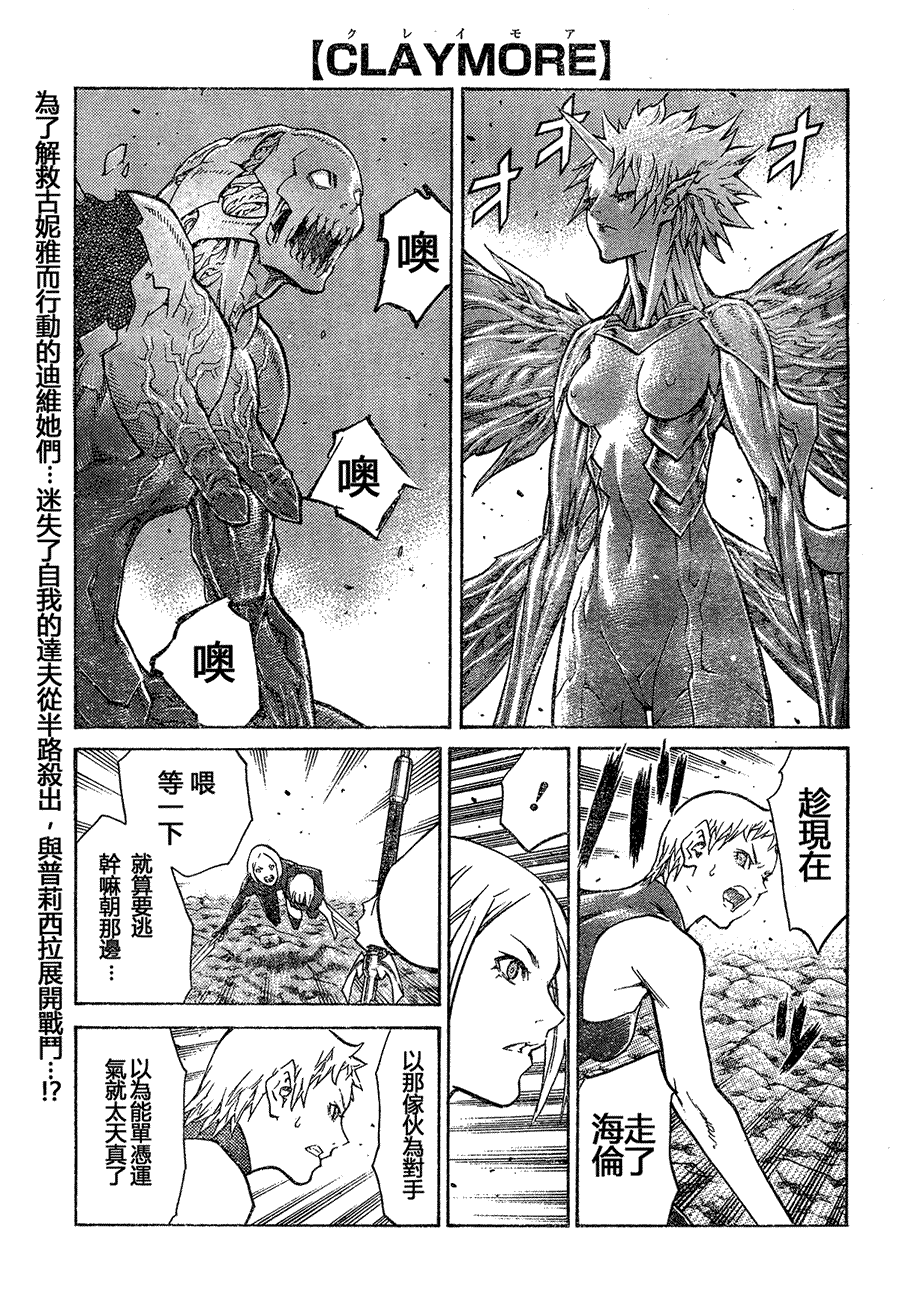 クレイモア
【CLAYMORE】
為了解救古妮雅而行動的迪維她們…迷失了自我的達夫從半路殺出，與普莉西拉展開戰鬥…!?
オ
オ
オ
噢
噢
噢
趁現在
走了
海倫
！
喂
等一下
就算要逃
幹嘛朝那邊…
以那傢伙為對手
以為能單憑運
氣就太天真了